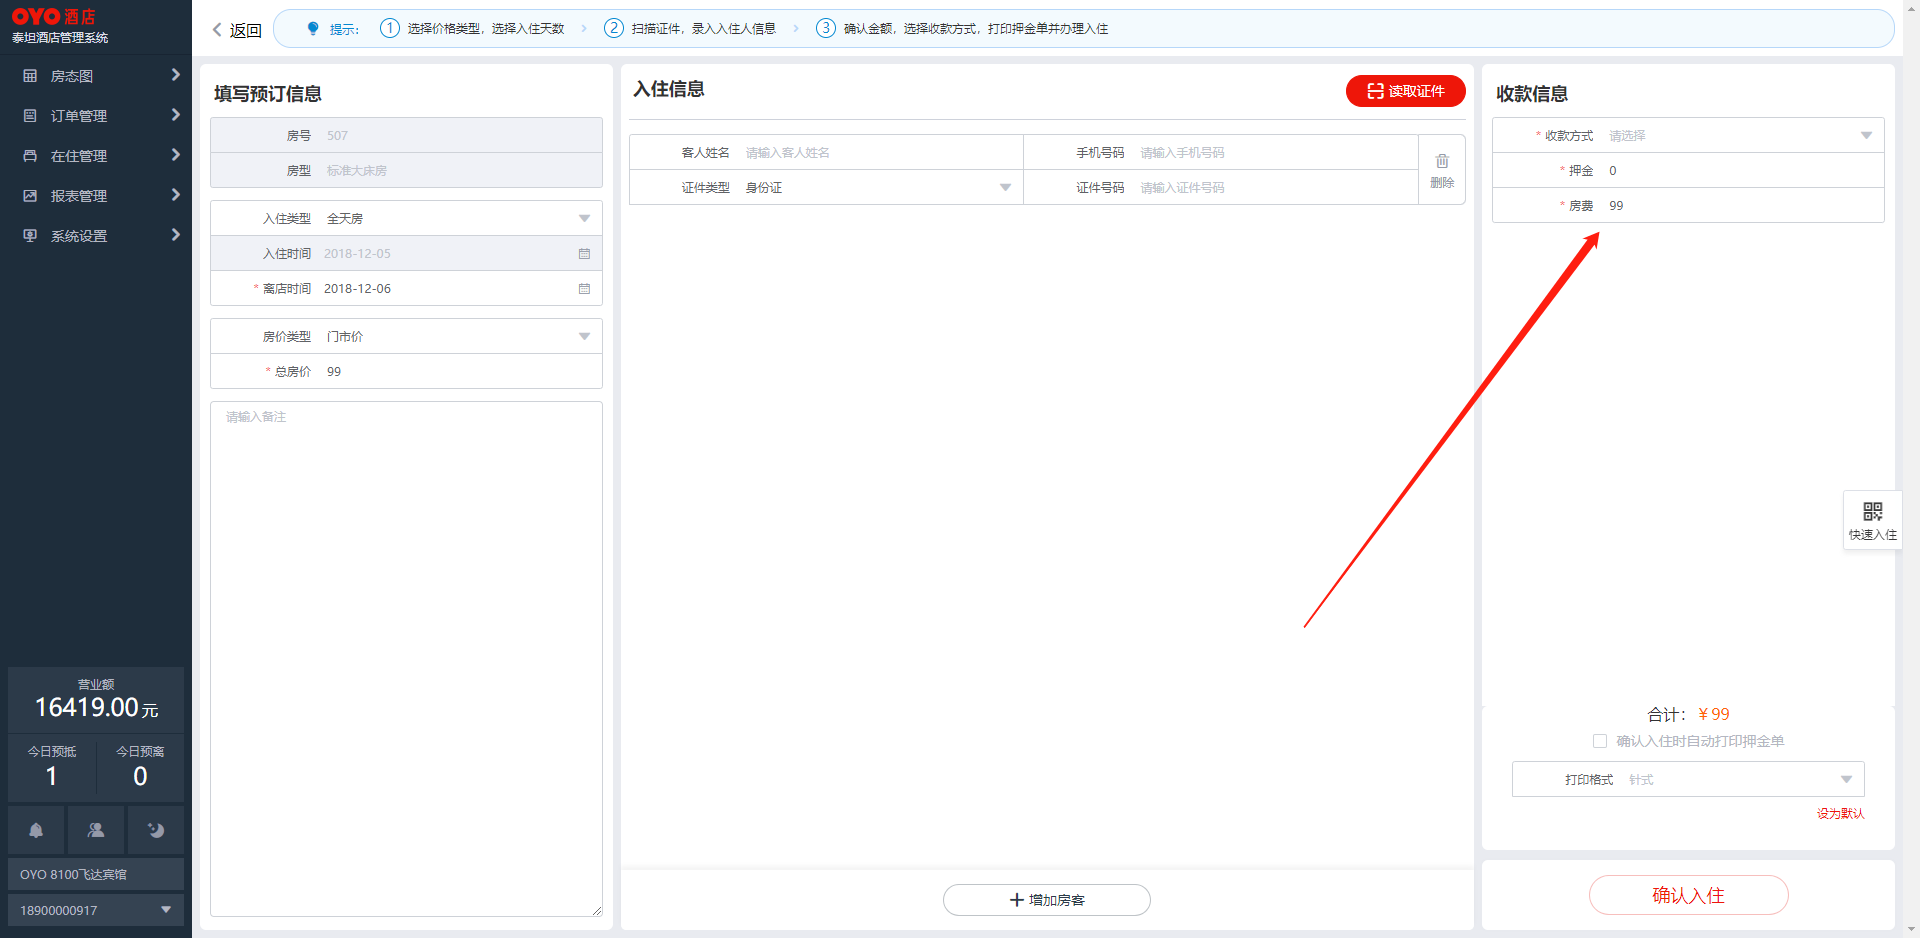 OYO 酒店
泰坦酒店管理系统
房态图
订单管理
在住管理
报表管理
系统设置
营业额
16419.00 元
今日预抵
1
今日预离
0
OYO 8100飞达宾馆
18900000917
返回
提示：
1 选择价格类型，选择入住天数
2 扫描证件，录入入住人信息
3 确认金额，选择收款方式，打印押金单并办理入住
填写预订信息
房号 507
房型 标准大床房
入住类型 全天房
入住时间 2018-12-05
* 离店时间 2018-12-06
房价类型 门市价
* 总房价 99
请输入备注
入住信息
读取证件
客人姓名 请输入客人姓名
手机号码 请输入手机号码
证件类型 身份证
证件号码 请输入证件号码
删除
增加房客
收款信息
* 收款方式 请选择
* 押金 0
* 房费 99
快速入住
合计：￥99
确认入住时自动打印押金单
打印格式 针式
设为默认
确认入住